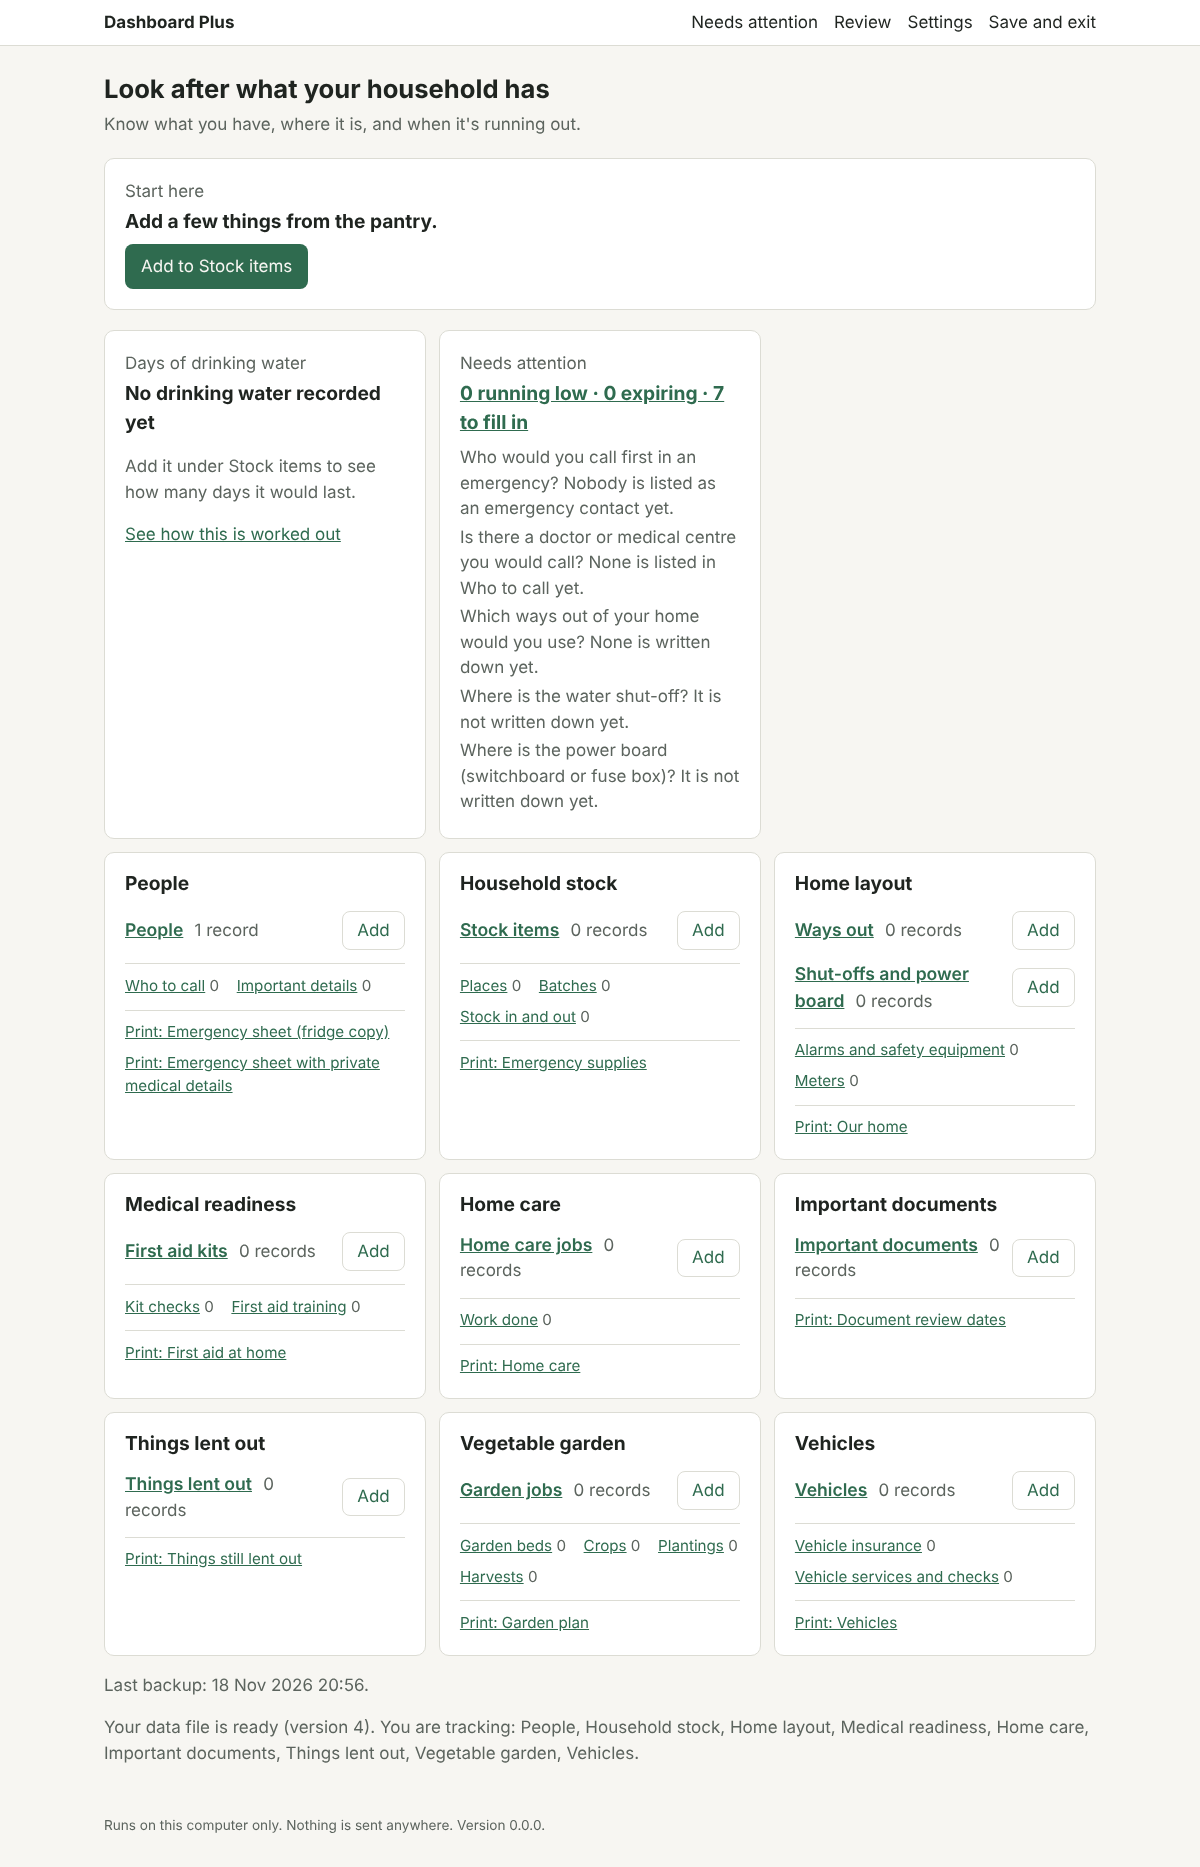 Dashboard Plus
Needs attention Review Settings Save and exit
Look after what your household has
Know what you have, where it is, and when it's running out.
Start here
Add a few things from the pantry.
Add to Stock items
Days of drinking water
No drinking water recorded
yet
Add it under Stock items to see
how many days it would last.
See how this is worked out
Needs attention
0 running low · 0 expiring · 7
to fill in
Who would you call first in an
emergency? Nobody is listed as
an emergency contact yet.
Is there a doctor or medical centre
you would call? None is listed in
Who to call yet.
Which ways out of your home
would you use? None is written
down yet.
Where is the water shut-off? It is
not written down yet.
Where is the power board
(switchboard or fuse box)? It is not
written down yet.
People
People 1 record Add
Who to call 0 Important details 0
Print: Emergency sheet (fridge copy)
Print: Emergency sheet with private
medical details
Household stock
Stock items 0 records Add
Places 0 Batches 0
Stock in and out 0
Print: Emergency supplies
Home layout
Ways out 0 records Add
Shut-offs and power
board 0 records Add
Alarms and safety equipment 0
Meters 0
Print: Our home
Medical readiness
First aid kits 0 records Add
Kit checks 0 First aid training 0
Print: First aid at home
Home care
Home care jobs 0
records Add
Work done 0
Print: Home care
Important documents
Important documents 0
records Add
Print: Document review dates
Things lent out
Things lent out 0
records Add
Print: Things still lent out
Vegetable garden
Garden jobs 0 records Add
Garden beds 0 Crops 0 Plantings 0
Harvests 0
Print: Garden plan
Vehicles
Vehicles 0 records Add
Vehicle insurance 0
Vehicle services and checks 0
Print: Vehicles
Last backup: 18 Nov 2026 20:56.
Your data file is ready (version 4). You are tracking: People, Household stock, Home layout, Medical readiness, Home care,
Important documents, Things lent out, Vegetable garden, Vehicles.
Runs on this computer only. Nothing is sent anywhere. Version 0.0.0.